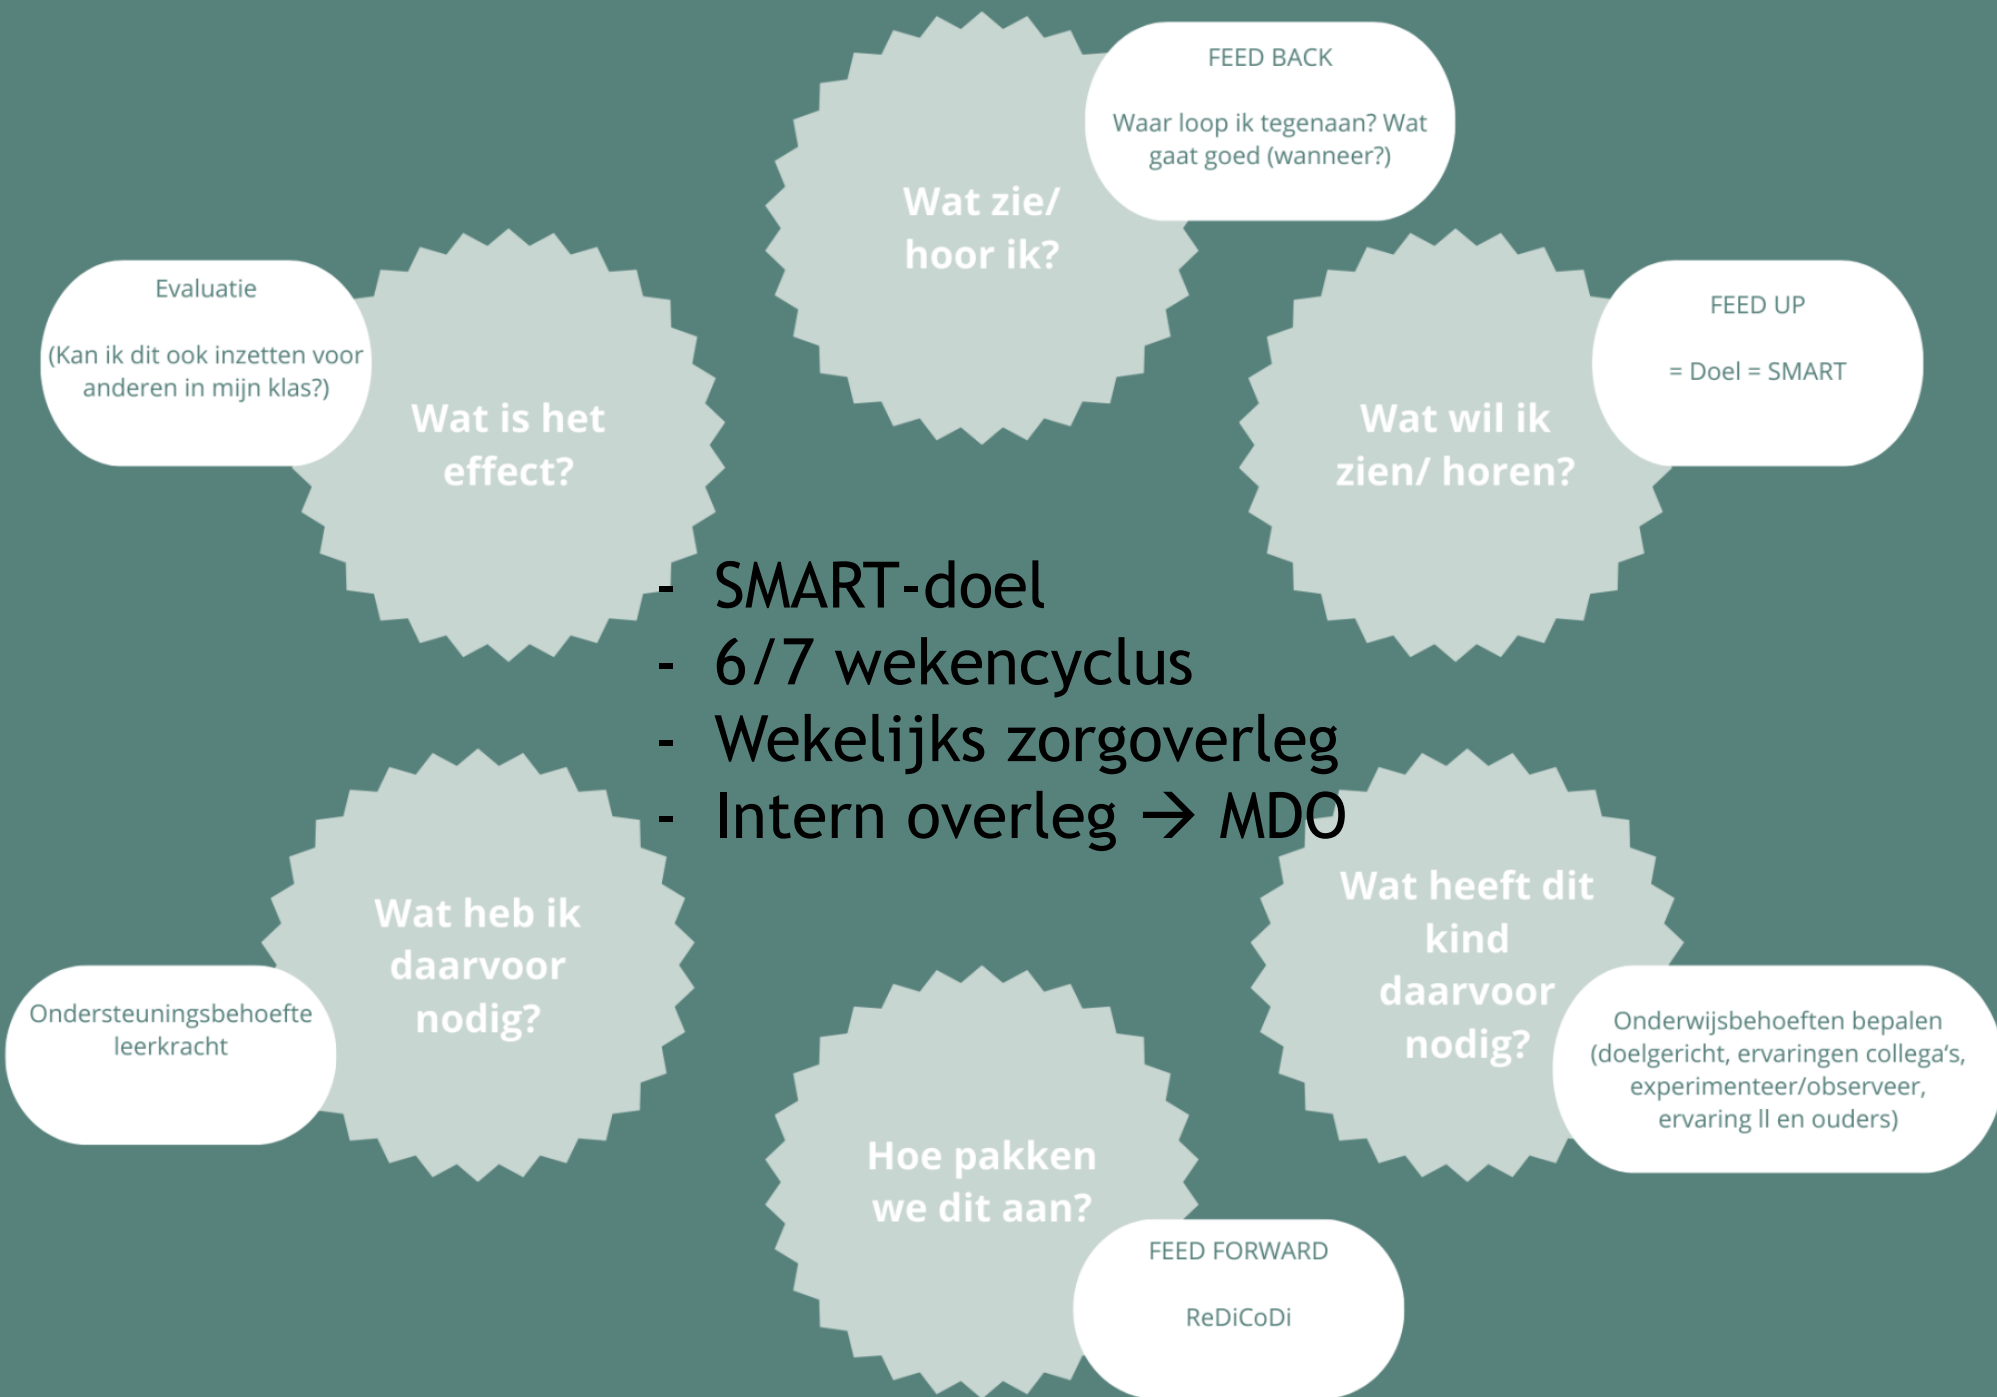 FEED BACK
Waar loop ik tegenaan? Wat
gaat goed (wanneer?)
Wat zie/
hoor ik?
FEED UP
= Doel = SMART
Wat wil ik
zien/ horen?
Onderwijsbehoeften bepalen
(doelgericht, ervaringen collega's,
experimenteer/observeer,
ervaring ll en ouders)
Wat heeft dit
kind
daarvoor
nodig?
FEED FORWARD
ReDiCoDi
Hoe pakken
we dit aan?
Ondersteuningsbehoefte
leerkracht
Wat heb ik
daarvoor
nodig?
Evaluatie
(Kan ik dit ook inzetten voor
anderen in mijn klas?)
Wat is het
effect?
- SMART-doel
- 6/7 wekencyclus
- Wekelijks zorgoverleg
- Intern overleg → MDO